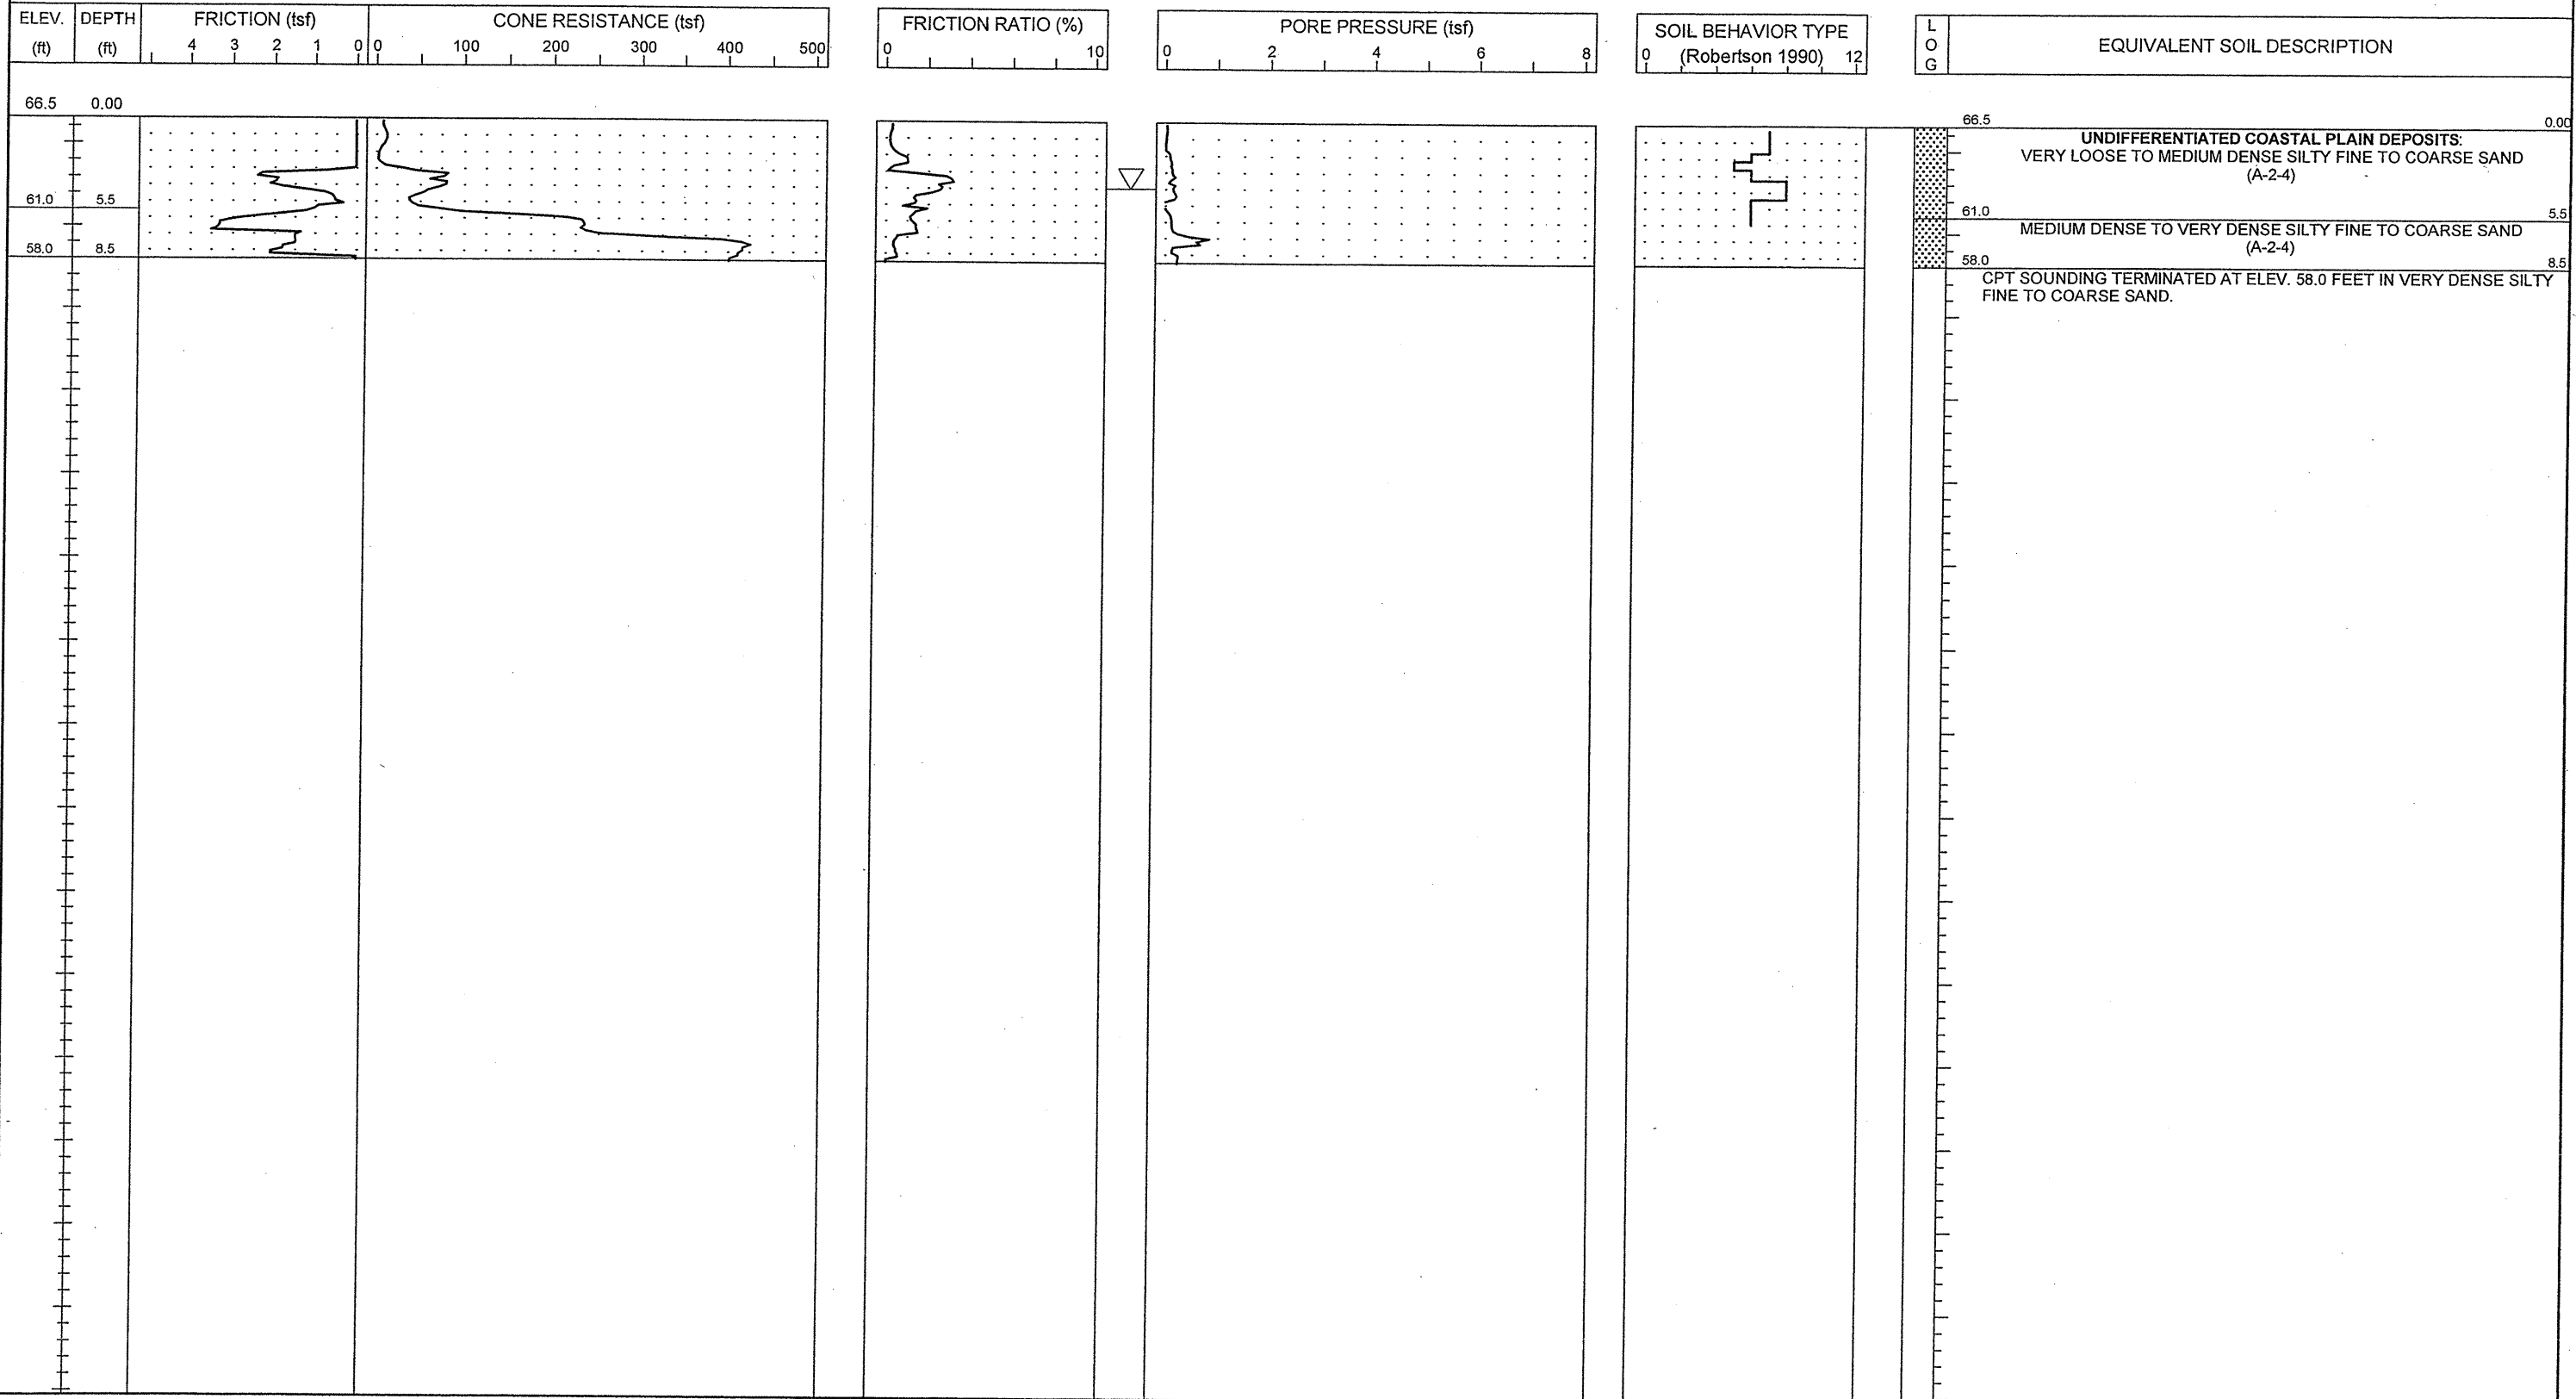 ELEV. (ft)
DEPTH (ft)
FRICTION (tsf)
4 3 2 1 0
CONE RESISTANCE (tsf)
0 100 200 300 400 500
FRICTION RATIO (%)
0 10
PORE PRESSURE (tsf)
0 2 4 6 8
SOIL BEHAVIOR TYPE
(Robertson 1990)
0 12
LOG
EQUIVALENT SOIL DESCRIPTION
66.5 0.00
61.0 5.5
58.0 8.5
66.5 0.00
UNDIFFERENTIATED COASTAL PLAIN DEPOSITS:
VERY LOOSE TO MEDIUM DENSE SILTY FINE TO COARSE SAND
(A-2-4)
61.0 5.5
MEDIUM DENSE TO VERY DENSE SILTY FINE TO COARSE SAND
(A-2-4)
58.0 8.5
CPT SOUNDING TERMINATED AT ELEV. 58.0 FEET IN VERY DENSE SILTY
FINE TO COARSE SAND.